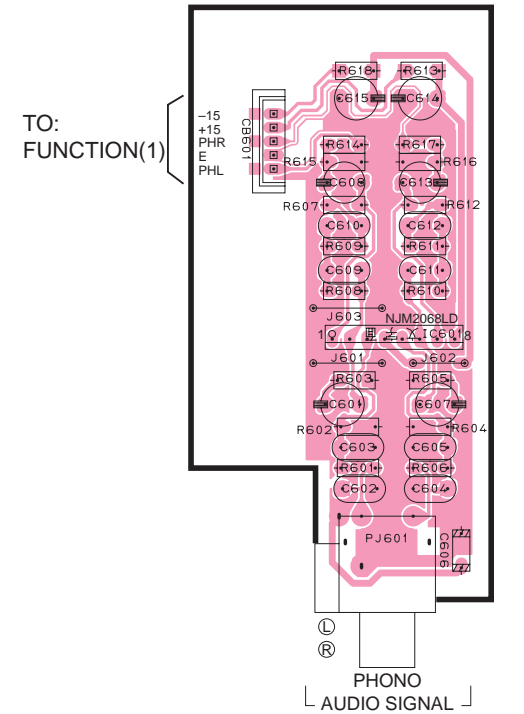 R618 R613
C615 C614
TO:
FUNCTION(1)
–15
+15
PHR
E
PHL
CB601
R614 R617
R615 R616
C608 C613
R607 R612
C610 C612
R609 R611
C609 C611
R608 R610
J603 NJM2068LD
1 IC601 8
J601 J602
R603 R605
C601 C607
R602 R604
C603 C605
R601 R606
C602 C604
PJ601
C606
L
R
PHONO
AUDIO SIGNAL